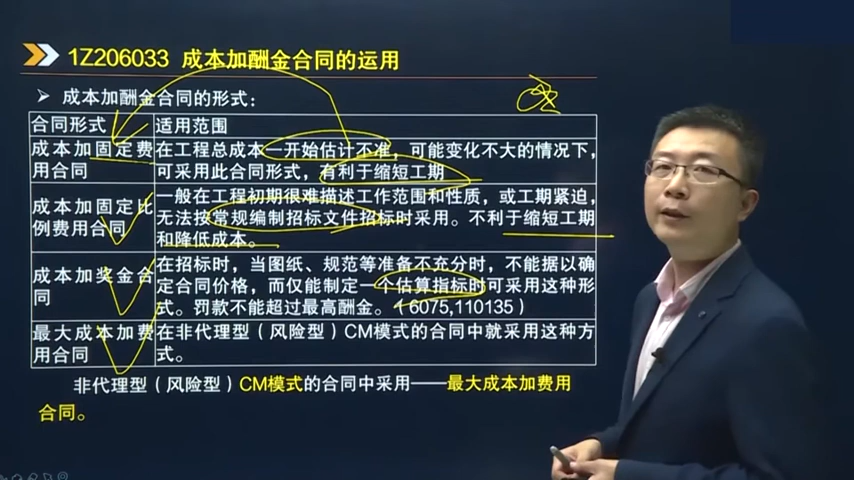 1Z206033 成本加酬金合同的运用
➢ 成本加酬金合同的形式：
合同形式 适用范围
成本加固定费 在工程总成本一开始估计不准，可能变化不大的情况下，
用合同 可采用此合同形式，有利于缩短工期
成本加固定比 一般在工程初期很难描述工作范围和性质，或工期紧迫，
例费用合同 无法按常规编制招标文件招标时采用。不利于缩短工期
和降低成本。
成本加奖金合 在招标时，当图纸、规范等准备不充分时，不能据以确
同 定合同价格，而仅能制定一个估算指标时可采用这种形
式。罚款不能超过最高酬金。（6075,110135）
最大成本加费 在非代理型（风险型）CM模式的合同中就采用这种方
用合同 式。
非代理型（风险型）CM模式的合同中采用——最大成本加费用
合同。